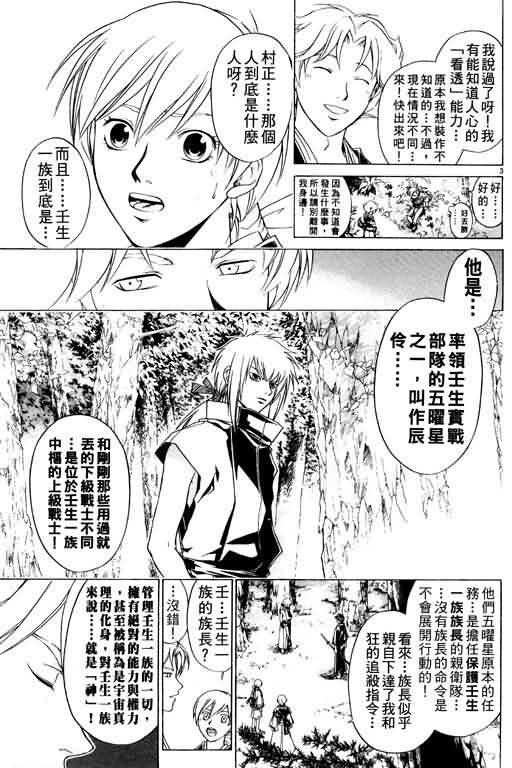 我說過了呀！我
有能知道人心的
「看透」能力⋯
原本我想裝作不
知道的⋯不過，
現在情況不同⋯
來！快出來吧！
村正⋯⋯那個
人到底是什麼
人呀？
而且⋯⋯壬生
一族到底是⋯
3
好⋯
好的⋯
好丟臉
因為不知道會
發生什麼事，
所以請別離開
我身邊！
他是⋯
率領壬生實戰
部隊的五曜星
之一，叫作辰
伶⋯⋯
和剛剛那些用過就
丟的下級戰士不同
⋯是位於壬生一族
中樞的上級戰士！
他們五曜星原本的任
務⋯是擔任保護壬生
一族族長的親衛隊⋯
⋯沒有族長的命令是
不會展開行動的！
看來⋯族長似乎
親自下達了我和
狂的追殺指令⋯
壬⋯壬生一
族的族長？
⋯沒錯！
管理壬生一族的一切，
擁有絕對的能力與權力
，甚至被稱為是宇宙真
理的化身，對壬生一族
來說⋯⋯就是「神」！